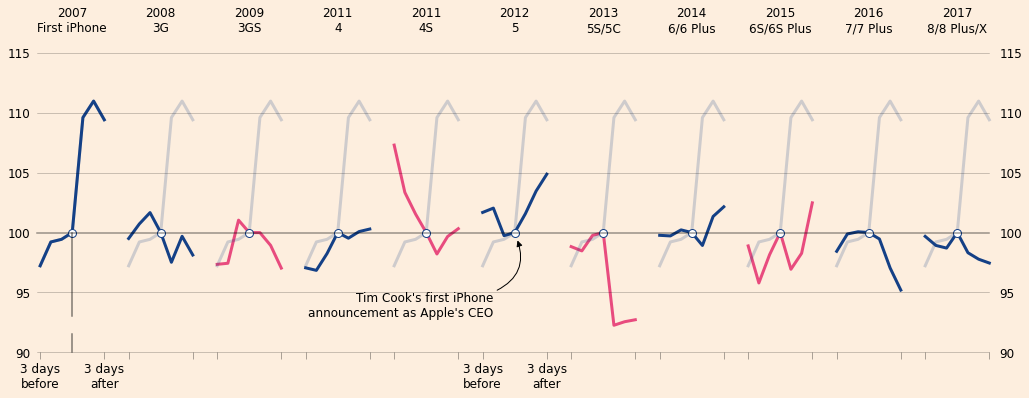 2007 2008 2009 2011 2011 2012 2013 2014 2015 2016 2017
First iPhone 3G 3GS 4 4S 5 5S/5C 6/6 Plus 6S/6S Plus 7/7 Plus 8/8 Plus/X
115 115
110 110
105 105
100 100
95 95
Tim Cook's first iPhone
announcement as Apple's CEO
90 90
3 days 3 days 3 days 3 days
before after before after